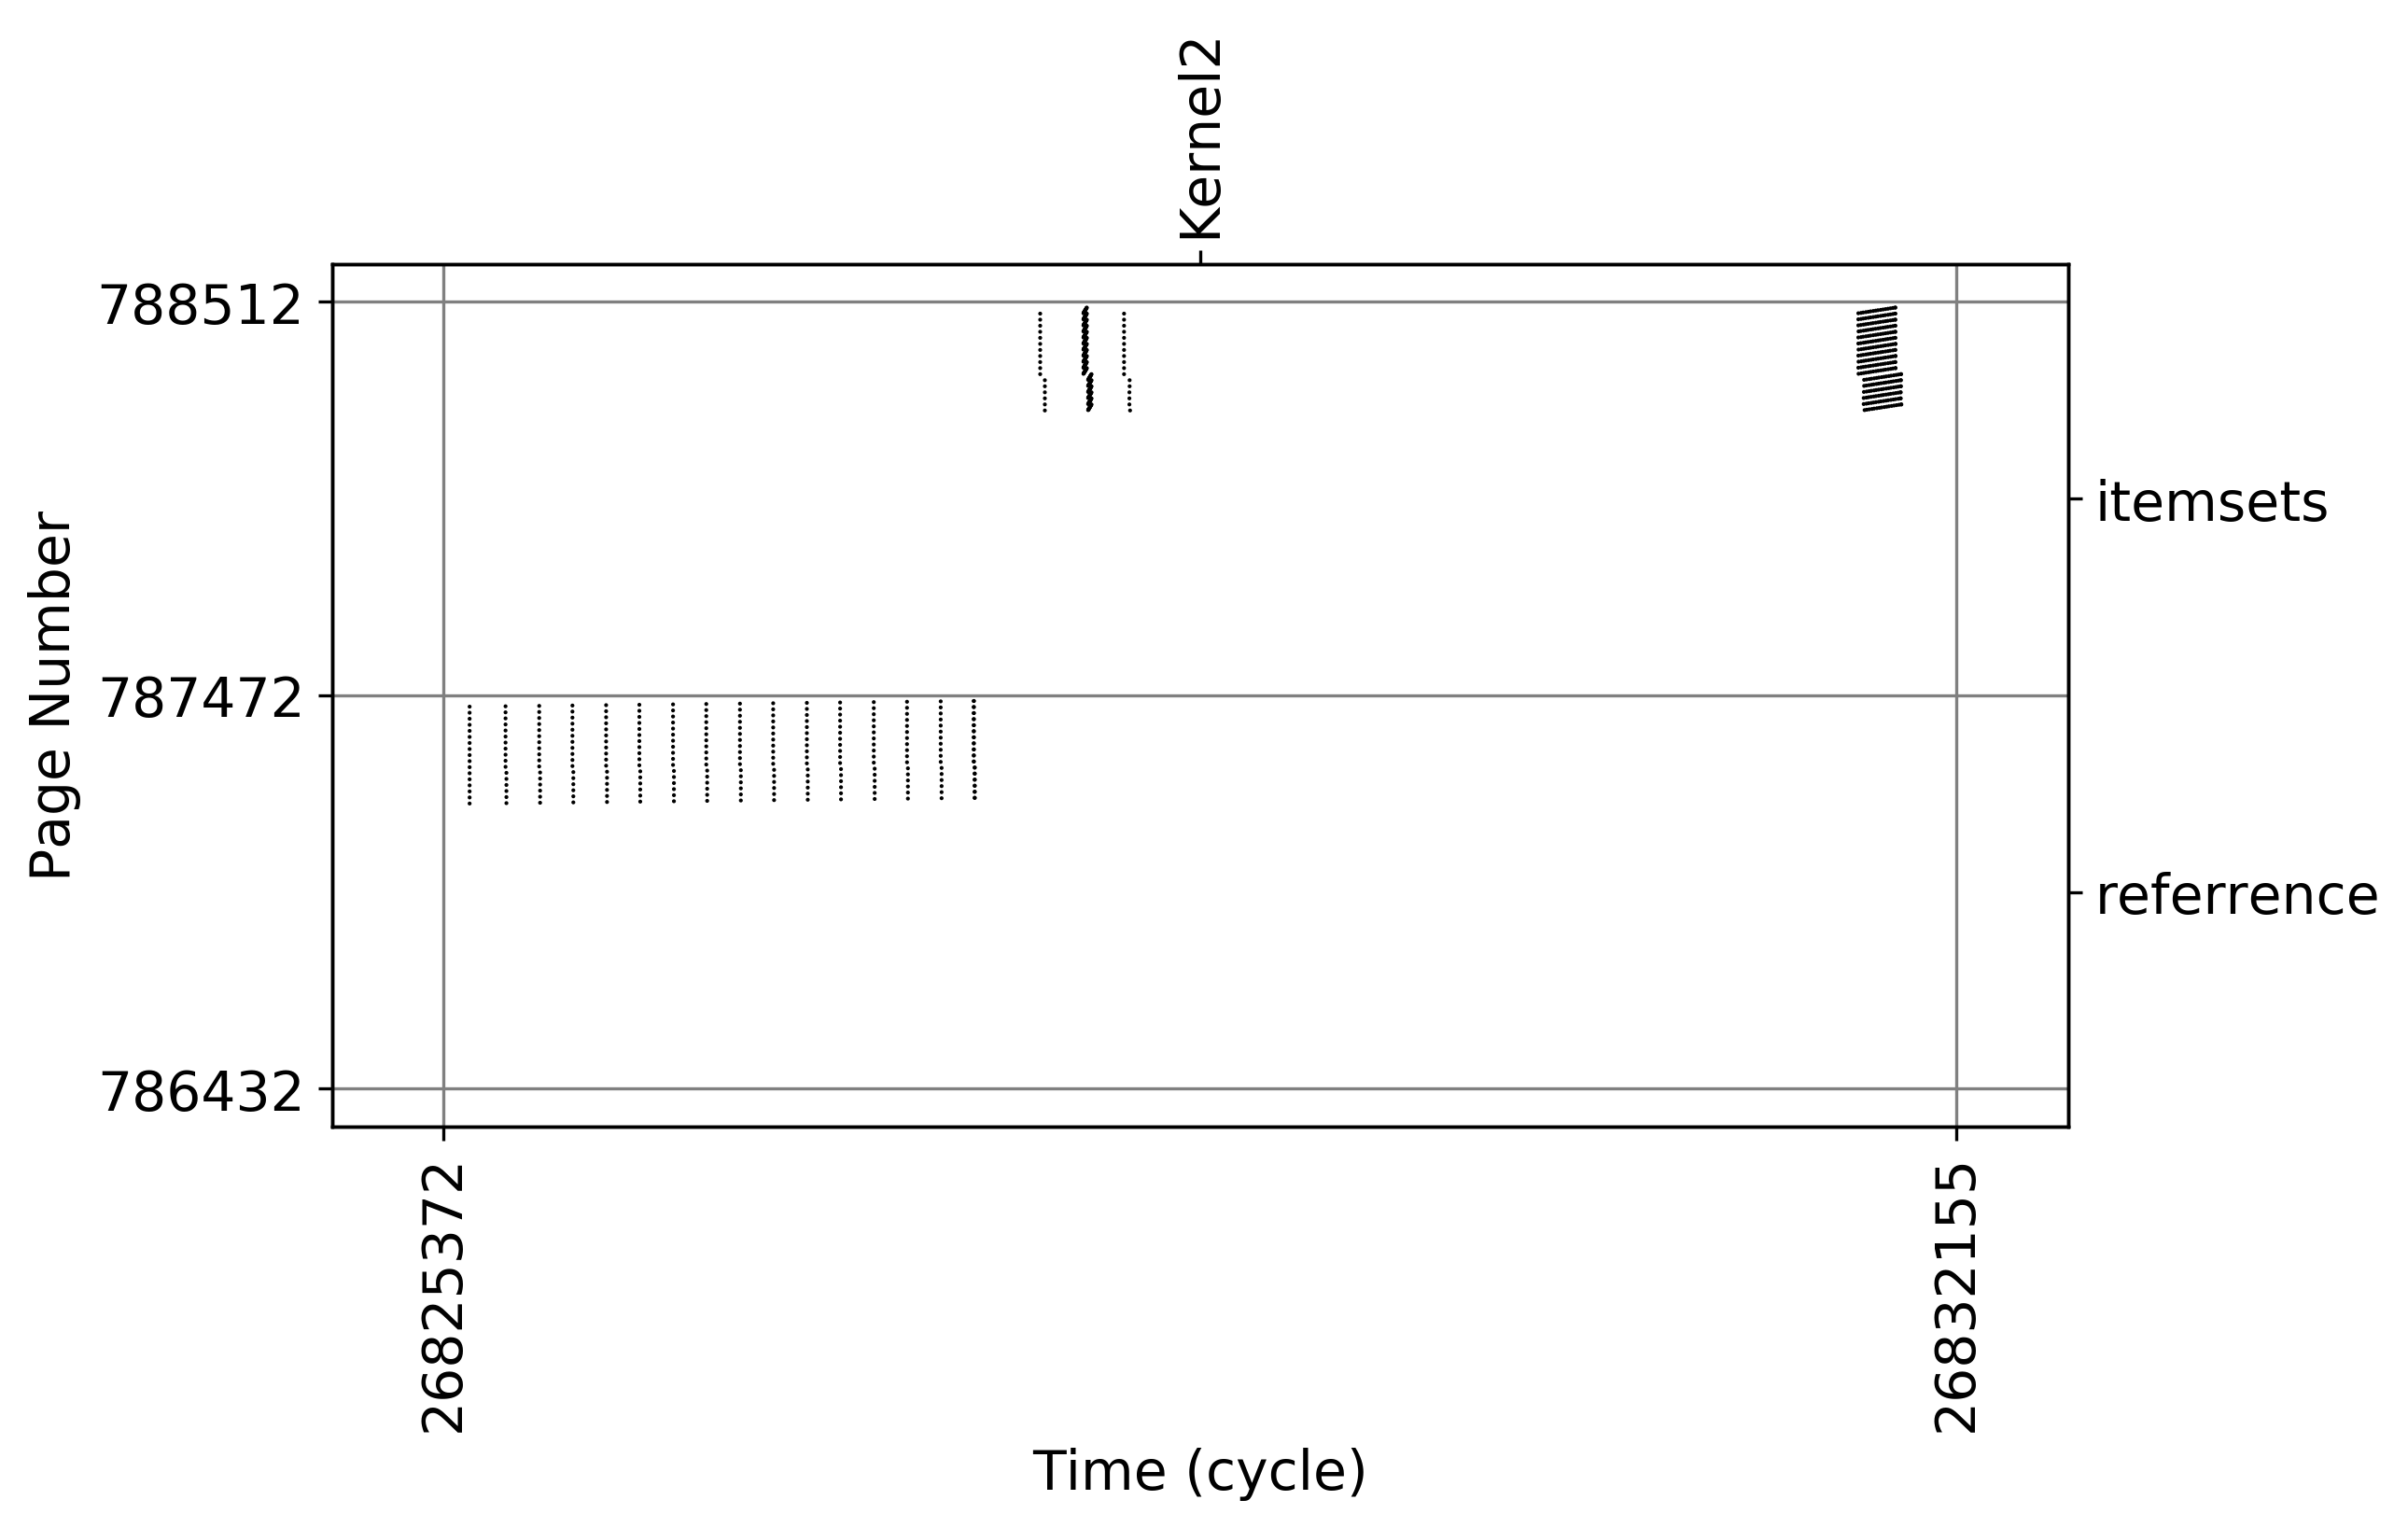 Kernel2
788512
itemsets
787472
Page Number
referrence
786432
26825372
26832155
Time (cycle)